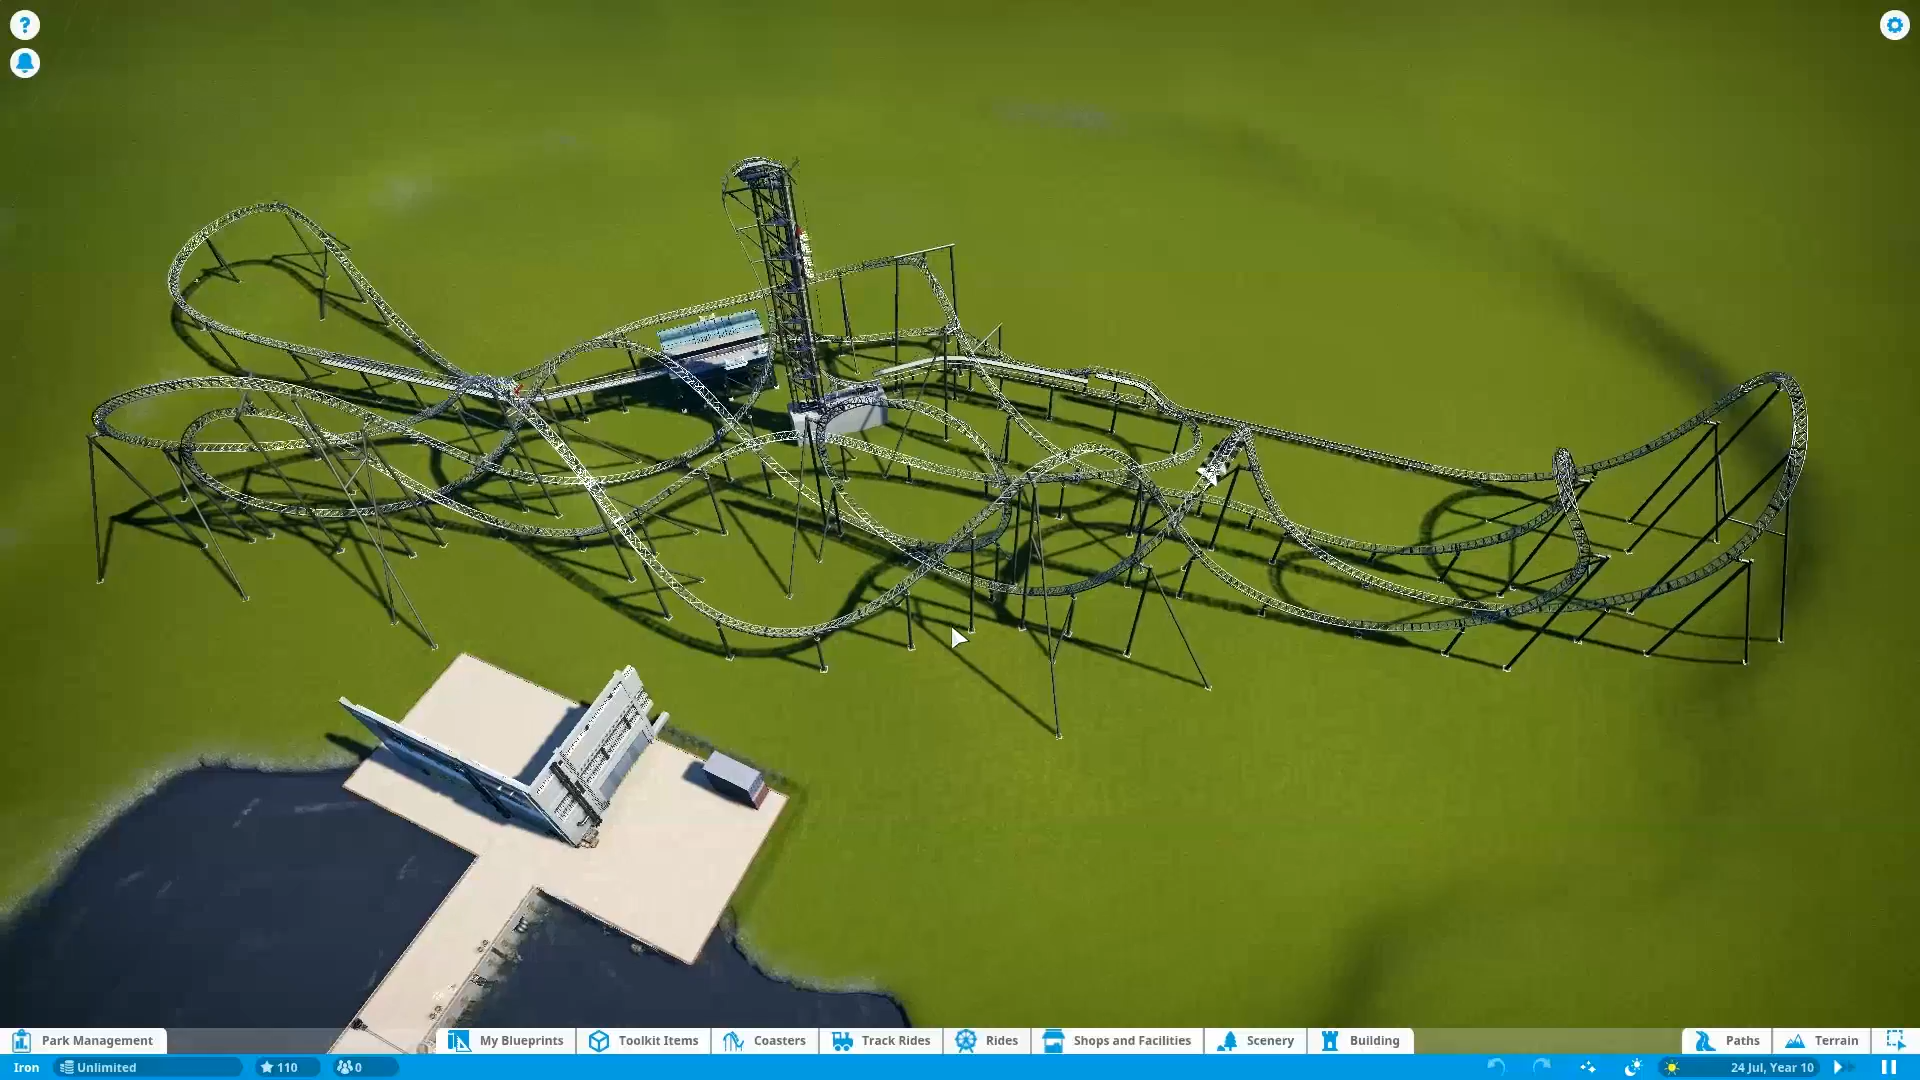 ?
Park Management
My Blueprints
Toolkit Items
Coasters
Track Rides
Rides
Shops and Facilities
Scenery
Building
Paths
Terrain
Iron
Unlimited
110
0
24 Jul, Year 10